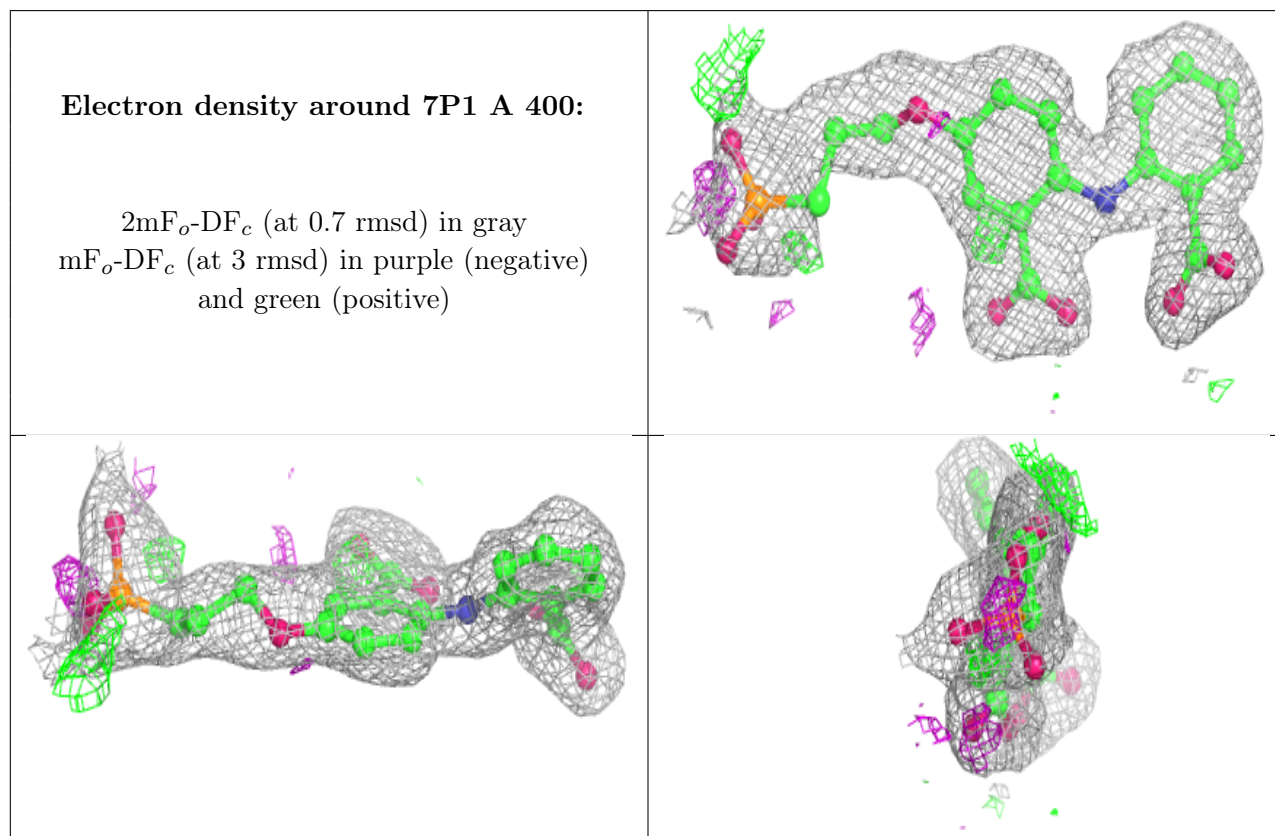 Electron density around 7P1 A 400:
2mFo-DFc (at 0.7 rmsd) in gray
mFo-DFc (at 3 rmsd) in purple (negative)
and green (positive)